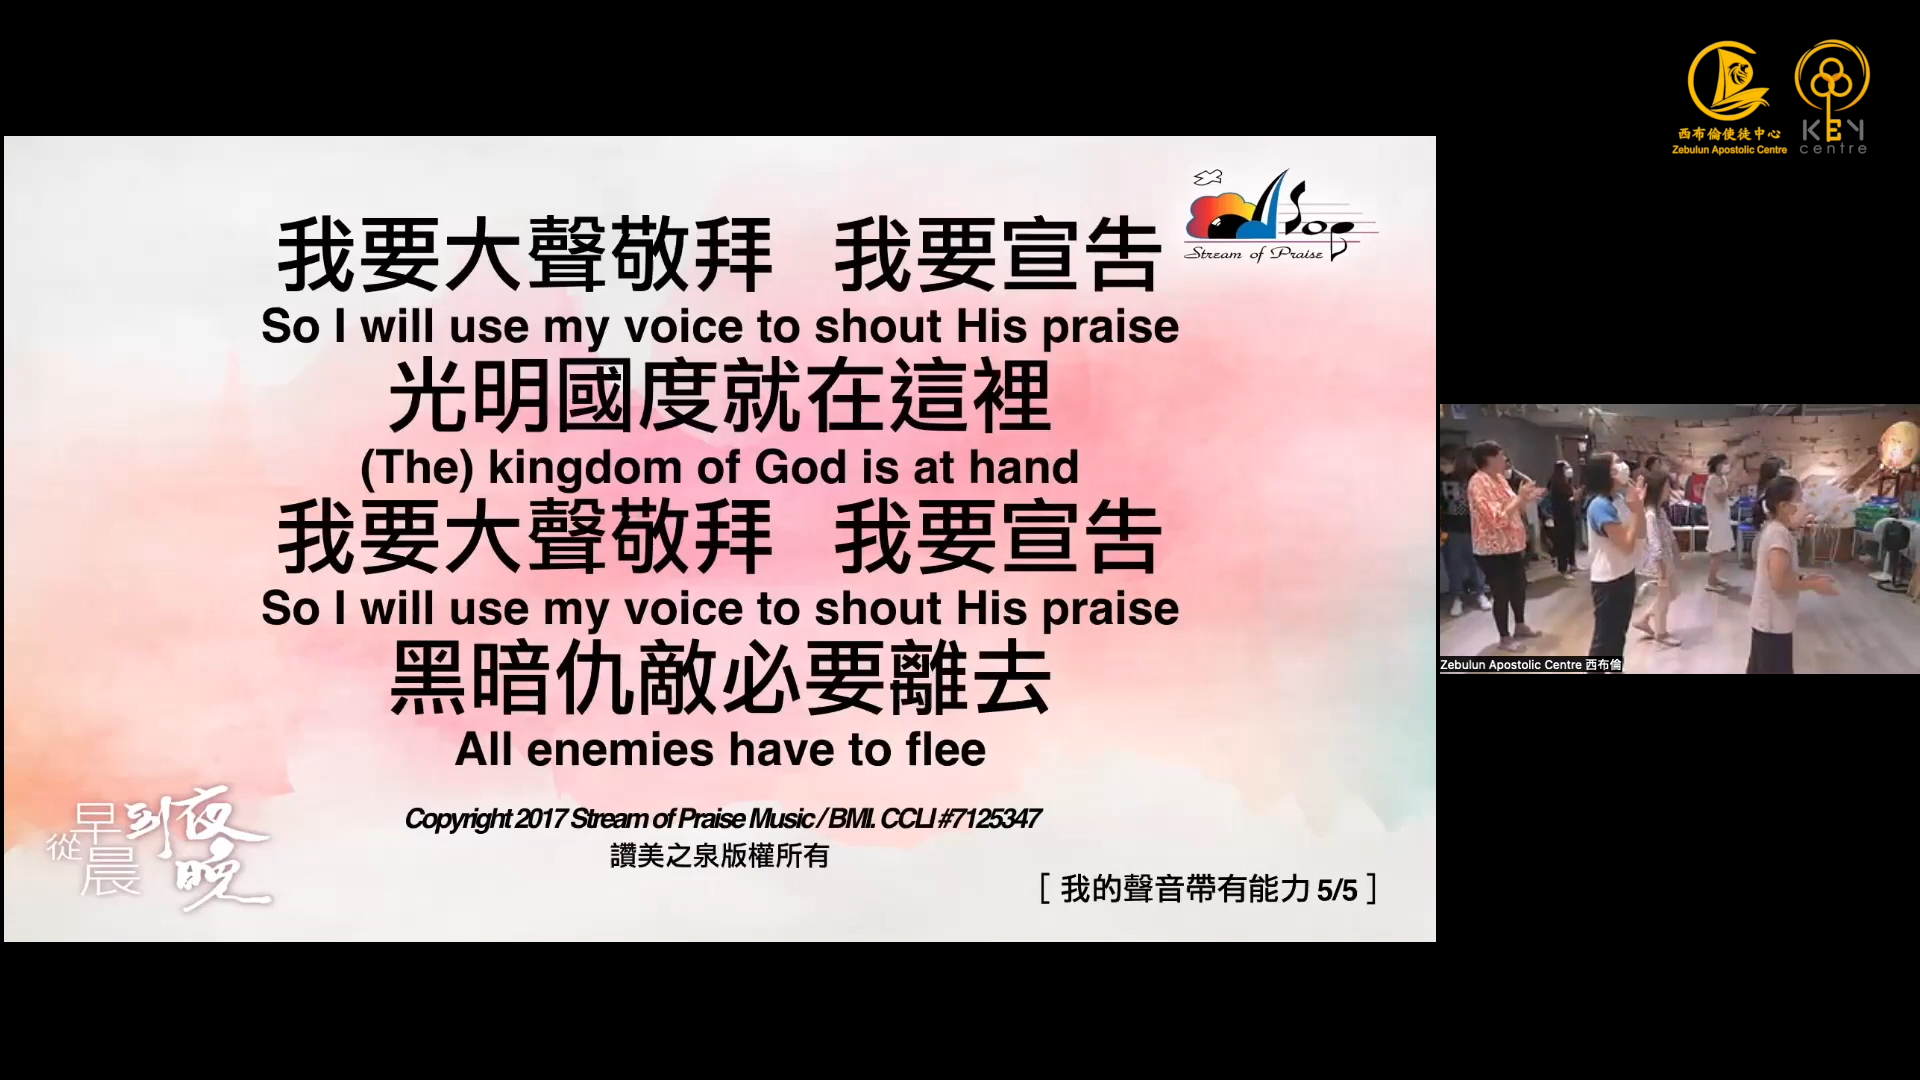 西布倫使徒中心
Zebulun Apostolic Centre
KEY
centre
Sop
Stream of Praise
我要大聲敬拜 我要宣告
So I will use my voice to shout His praise
光明國度就在這裡
(The) kingdom of God is at hand
我要大聲敬拜 我要宣告
So I will use my voice to shout His praise
黑暗仇敵必要離去
All enemies have to flee
Copyright 2017 Stream of Praise Music / BMI. CCLI #7125347
讚美之泉版權所有
[ 我的聲音帶有能力 5/5 ]
從早晨到夜晚
Zebulun Apostolic Centre 西布倫